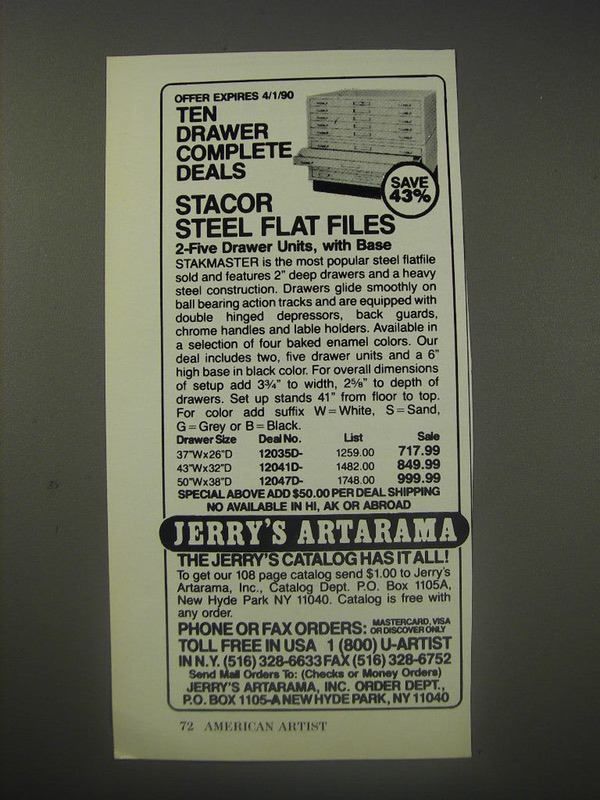 OFFER EXPIRES 4/1/90
TEN
DRAWER
COMPLETE
DEALS
SAVE
43%
STACOR
STEEL FLAT FILES
2-Five Drawer Units, with Base
STAKMASTER is the most popular steel flatfile
sold and features 2" deep drawers and a heavy
steel construction. Drawers glide smoothly on
ball bearing action tracks and are equipped with
double hinged depressors, back guards,
chrome handles and lable holders. Available in
a selection of four baked enamel colors. Our
deal includes two, five drawer units and a 6"
high base in black color. For overall dimensions
of setup add 3¾" to width, 2⅝" to depth of
drawers. Set up stands 41" from floor to top.
For color add suffix W=White, S=Sand,
G=Grey or B=Black.
Drawer Size Deal No. List Sale
37"Wx26"D 12035D- 1259.00 717.99
43"Wx32"D 12041D- 1482.00 849.99
50"Wx38"D 12047D- 1748.00 999.99
SPECIAL ABOVE ADD $50.00 PER DEAL SHIPPING
NO AVAILABLE IN HI, AK OR ABROAD
JERRY'S ARTARAMA
THE JERRY'S CATALOG HAS IT ALL!
To get our 108 page catalog send $1.00 to Jerry's
Artarama, Inc., Catalog Dept. P.O. Box 1105A,
New Hyde Park NY 11040. Catalog is free with
any order.
PHONE OR FAX ORDERS: MASTERCARD, VISA
OR DISCOVER ONLY
TOLL FREE IN USA 1 (800) U-ARTIST
IN N.Y. (516) 328-6633 FAX (516) 328-6752
Send Mail Orders To: (Checks or Money Orders)
JERRY'S ARTARAMA, INC. ORDER DEPT.,
P.O. BOX 1105-A NEW HYDE PARK, NY 11040
72 AMERICAN ARTIST